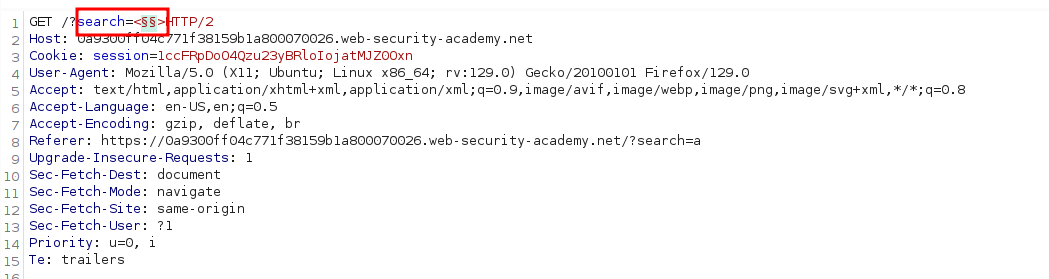 1 GET /?search=<§§>HTTP/2
2 Host: 0a9300ff04c771f38159b1a800070026.web-security-academy.net
3 Cookie: session=1ccFRpDoO4Qzu23yBRloIojatMJZ0Oxn
4 User-Agent: Mozilla/5.0 (X11; Ubuntu; Linux x86_64; rv:129.0) Gecko/20100101 Firefox/129.0
5 Accept: text/html,application/xhtml+xml,application/xml;q=0.9,image/avif,image/webp,image/png,image/svg+xml,*/*;q=0.8
6 Accept-Language: en-US,en;q=0.5
7 Accept-Encoding: gzip, deflate, br
8 Referer: https://0a9300ff04c771f38159b1a800070026.web-security-academy.net/?search=a
9 Upgrade-Insecure-Requests: 1
10 Sec-Fetch-Dest: document
11 Sec-Fetch-Mode: navigate
12 Sec-Fetch-Site: same-origin
13 Sec-Fetch-User: ?1
14 Priority: u=0, i
15 Te: trailers
16